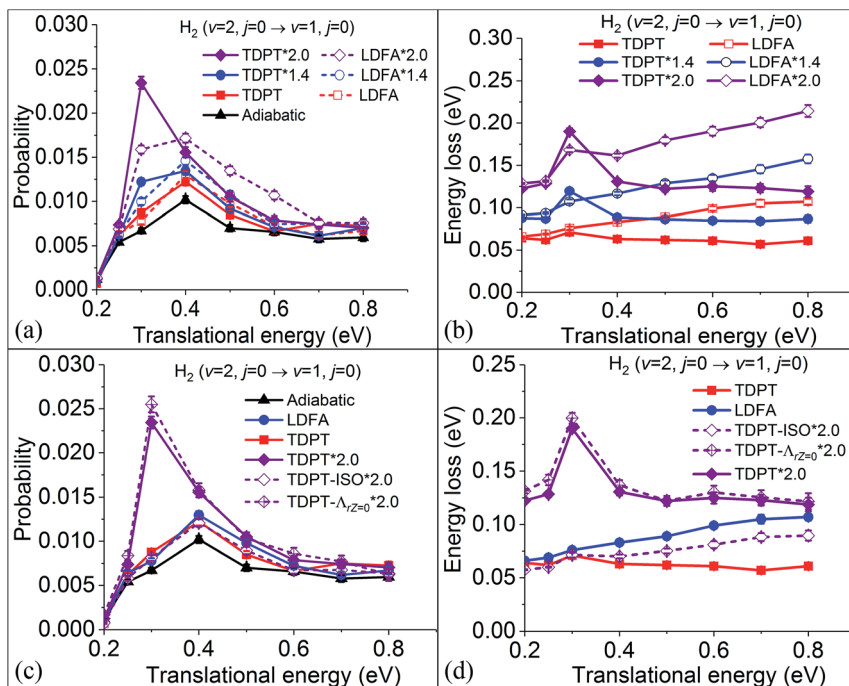 H₂ (v=2, j=0 → v=1, j=0)
TDPT*2.0 LDFA*2.0
TDPT*1.4 LDFA*1.4
TDPT LDFA
Adiabatic
Probability
0.030
0.025
0.020
0.015
0.010
0.005
0.000
0.2 0.3 0.4 0.5 0.6 0.7 0.8
Translational energy (eV)
(a)
H₂ (v=2, j=0 → v=1, j=0)
TDPT LDFA
TDPT*1.4 LDFA*1.4
TDPT*2.0 LDFA*2.0
Energy loss (eV)
0.30
0.25
0.20
0.15
0.10
0.05
0.00
0.2 0.3 0.4 0.5 0.6 0.7 0.8
Translational energy (eV)
(b)
H₂ (v=2, j=0 → v=1, j=0)
Adiabatic
LDFA
TDPT
TDPT*2.0
TDPT-ISO*2.0
TDPT-Λrz=0*2.0
Probability
0.030
0.025
0.020
0.015
0.010
0.005
0.000
0.2 0.3 0.4 0.5 0.6 0.7 0.8
Translational energy (eV)
(c)
H₂ (v=2, j=0 → v=1, j=0)
TDPT
LDFA
TDPT-ISO*2.0
TDPT-ΛrZ=0*2.0
TDPT*2.0
Energy loss (eV)
0.25
0.20
0.15
0.10
0.05
0.00
0.2 0.3 0.4 0.5 0.6 0.7 0.8
Translational energy (eV)
(d)